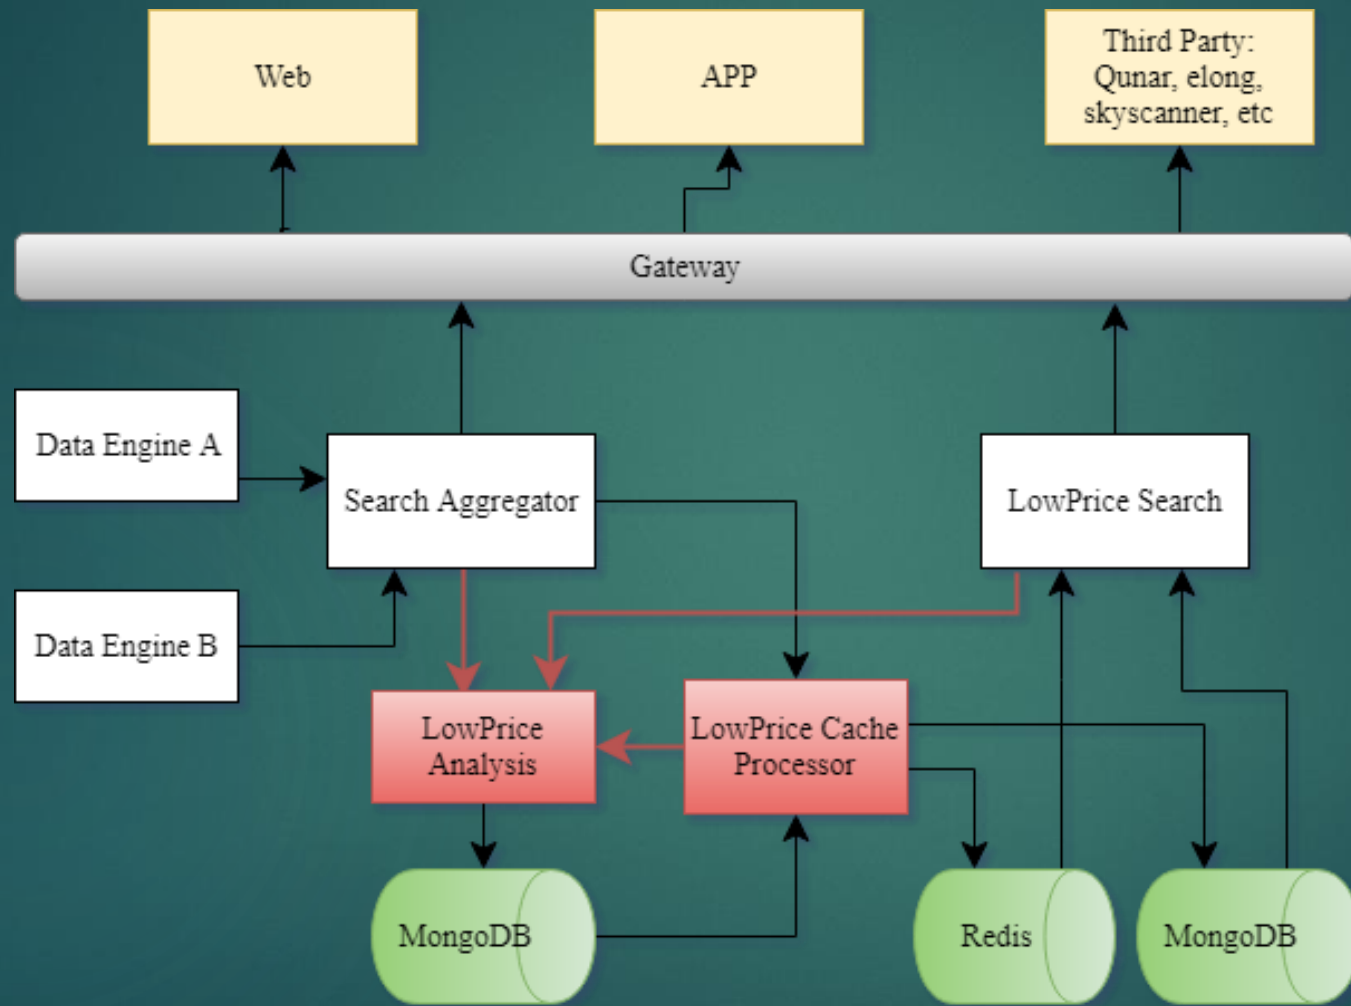 Web
APP
Third Party:
Qunar, elong,
skyscanner, etc
Gateway
Data Engine A
Search Aggregator
LowPrice Search
Data Engine B
LowPrice
Analysis
LowPrice Cache
Processor
MongoDB
Redis
MongoDB